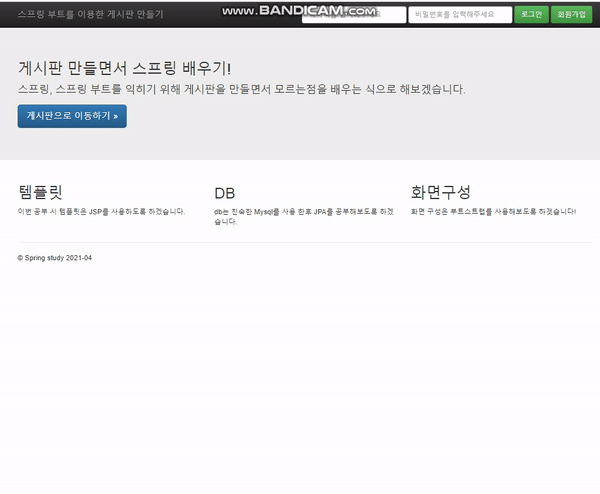 스프링 부트를 이용한 게시판 만들기
www.BANDICAM.com
비밀번호를 입력해주세요
로그인
회원가입
게시판 만들면서 스프링 배우기!
스프링, 스프링 부트를 익히기 위해 게시판을 만들면서 모르는점을 배우는 식으로 해보겠습니다.
게시판으로 이동하기 »
템플릿
이번 공부 시 템플릿은 JSP를 사용하도록 하겠습니다.
DB
db는 친숙한 Mysql를 사용 한후 JPA를 공부해보도록 하겠
습니다.
화면구성
화면 구성은 부트스트랩를 사용해보도록 하겟습니다!
© Spring study 2021-04